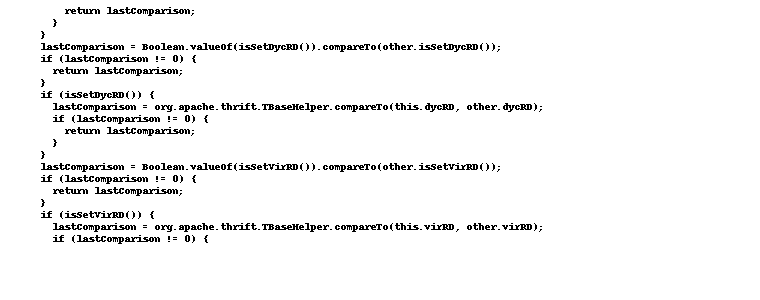 return lastComparison;
}
}
lastComparison = Boolean.valueOf(isSetDycRD()).compareTo(other.isSetDycRD());
if (lastComparison != 0) {
return lastComparison;
}
if (isSetDycRD()) {
lastComparison = org.apache.thrift.TBaseHelper.compareTo(this.dycRD, other.dycRD);
if (lastComparison != 0) {
return lastComparison;
}
}
lastComparison = Boolean.valueOf(isSetVirRD()).compareTo(other.isSetVirRD());
if (lastComparison != 0) {
return lastComparison;
}
if (isSetVirRD()) {
lastComparison = org.apache.thrift.TBaseHelper.compareTo(this.virRD, other.virRD);
if (lastComparison != 0) {